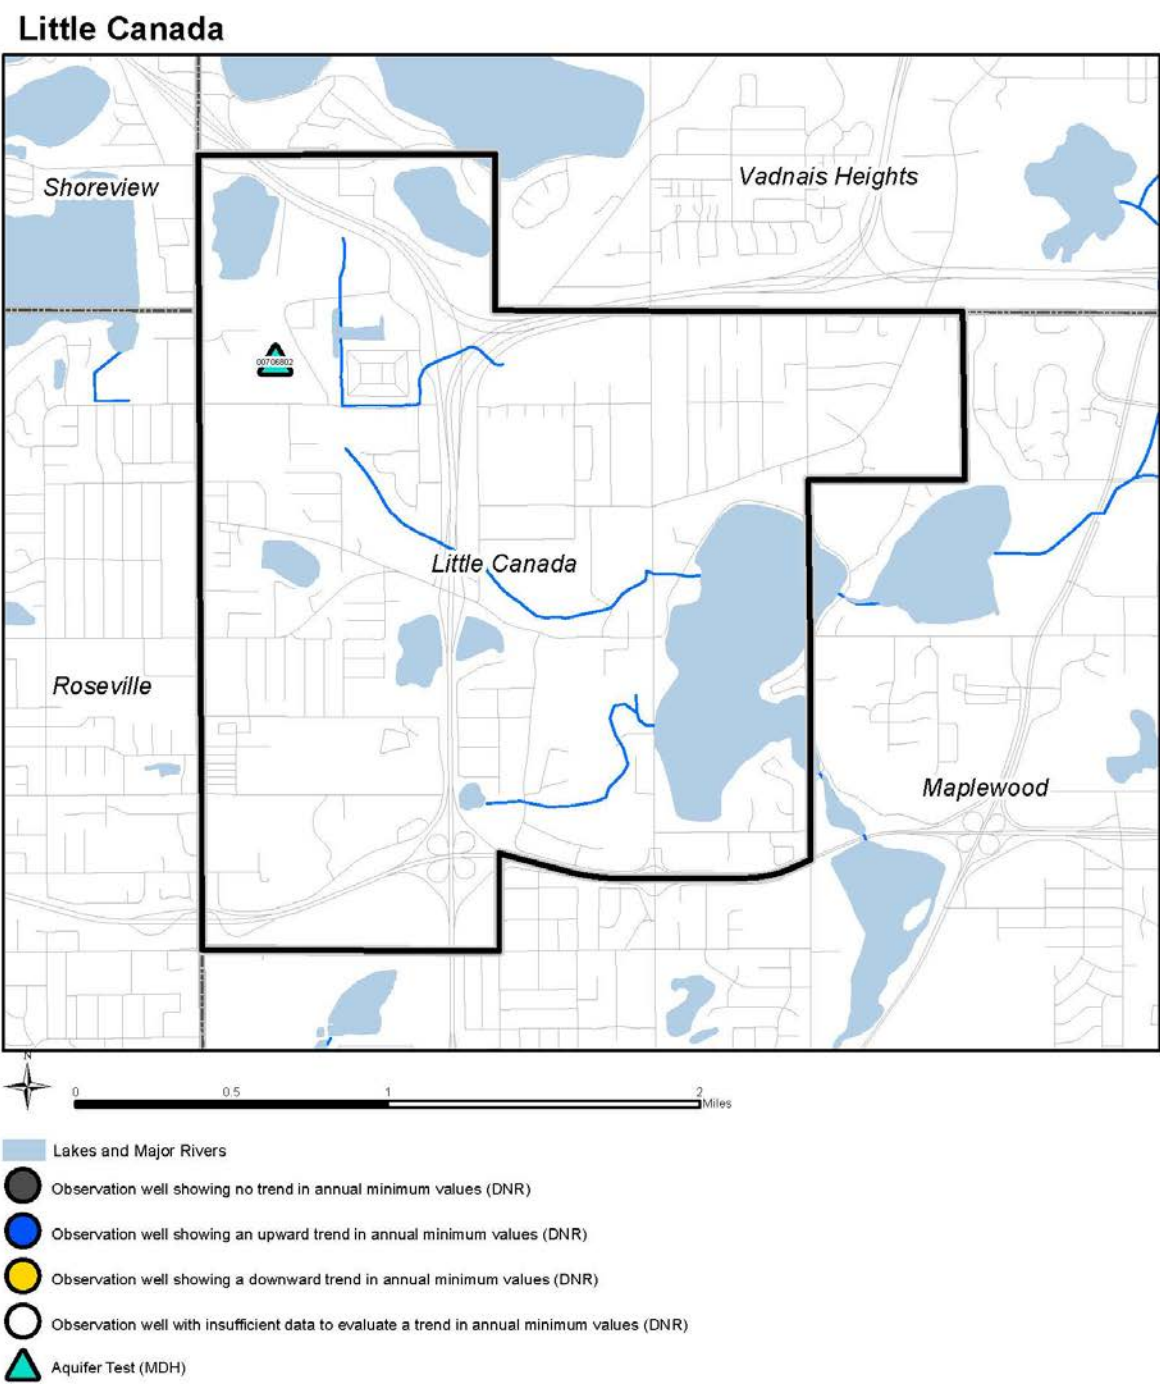 Little Canada
Vadnais Heights
Shoreview
00706802
Little Canada
Roseville
Maplewood
N
0 0.5 1 2
Miles
Lakes and Major Rivers
Observation well showing no trend in annual minimum values (DNR)
Observation well showing an upward trend in annual minimum values (DNR)
Observation well showing a downward trend in annual minimum values (DNR)
Observation well with insufficient data to evaluate a trend in annual minimum values (DNR)
Aquifer Test (MDH)